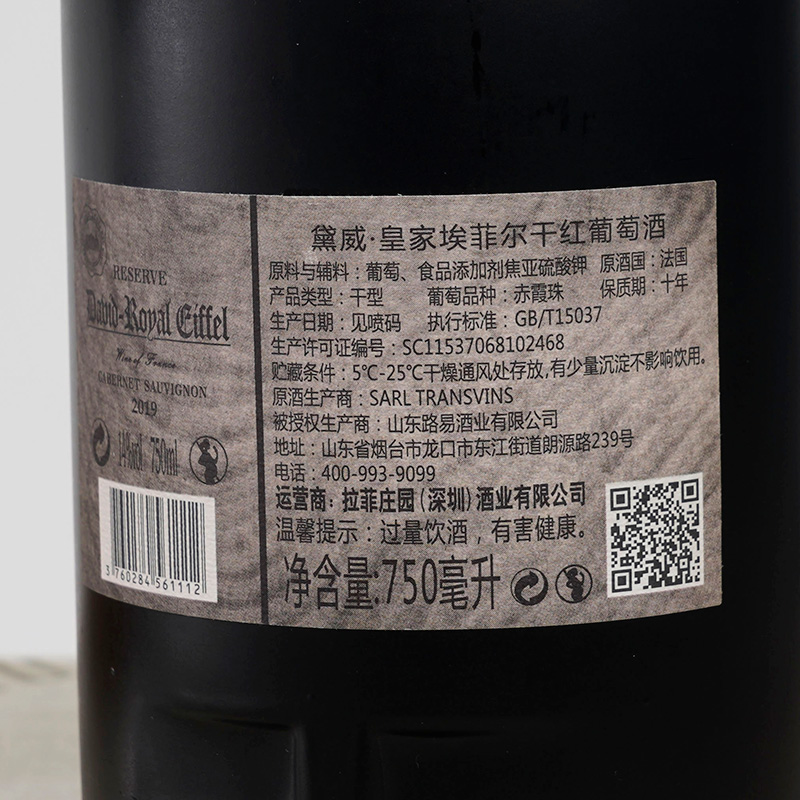 RESERVE
David-Royal Eiffel
Wine of France
CABERNET SAUVIGNON
2019
14%vol 750ml
3 760284 561112
黛威·皇家埃菲尔干红葡萄酒
原料与辅料：葡萄、食品添加剂焦亚硫酸钾 原酒国：法国
产品类型：干型 葡萄品种：赤霞珠 保质期：十年
生产日期：见喷码 执行标准：GB/T15037
生产许可证编号：SC11537068102468
贮藏条件：5℃-25℃干燥通风处存放,有少量沉淀不影响饮用。
原酒生产商：SARL TRANSVINS
被授权生产商：山东路易酒业有限公司
地址：山东省烟台市龙口市东江街道朗源路239号
电话：400-993-9099
运营商：拉菲庄园（深圳）酒业有限公司
温馨提示：过量饮酒，有害健康。
净含量:750毫升